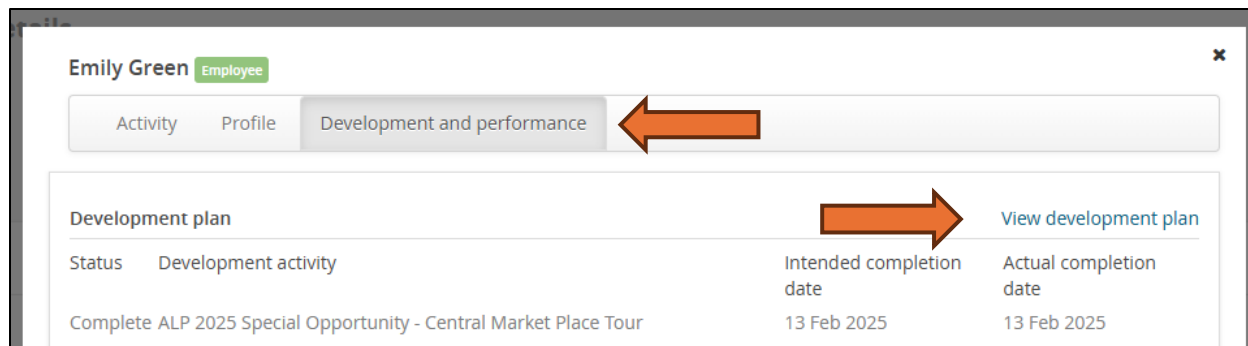 etails
Emily Green Employee
Activity Profile Development and performance
Development plan View development plan
Status Development activity Intended completion date Actual completion date
Complete ALP 2025 Special Opportunity - Central Market Place Tour 13 Feb 2025 13 Feb 2025